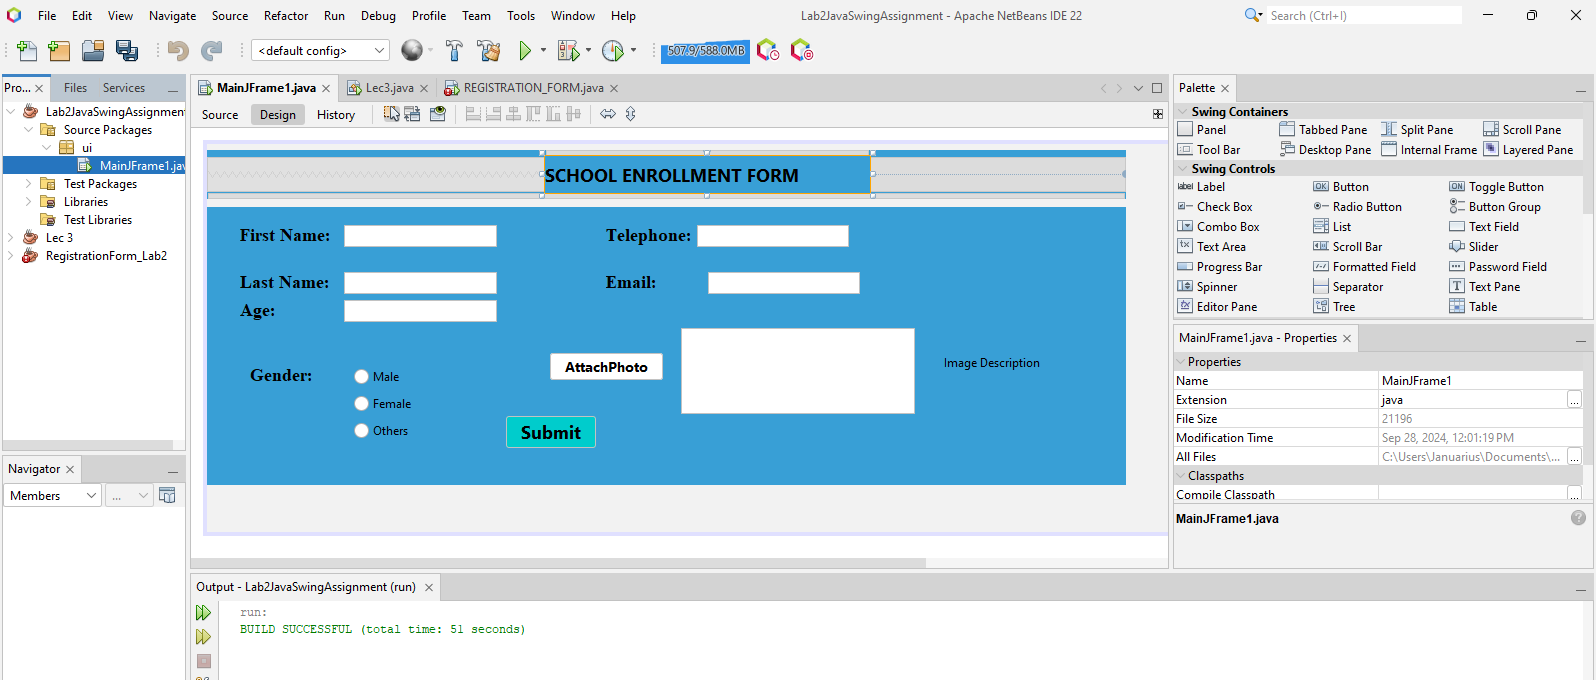 File Edit View Navigate Source Refactor Run Debug Profile Team Tools Window Help
Lab2JavaSwingAssignment - Apache NetBeans IDE 22
Search (Ctrl+I)
<default config>
507.9/588.0MB
Pro...
Files
Services
Lab2JavaSwingAssignment
Source Packages
ui
MainJFrame1.jav
Test Packages
Libraries
Test Libraries
Lec 3
RegistrationForm_Lab2
Navigator
Members
...
MainJFrame1.java
Lec3.java
REGISTRATION_FORM.java
Source
Design
History
SCHOOL ENROLLMENT FORM
First Name:
Telephone:
Last Name:
Email:
Age:
Gender:
Male
Female
Others
AttachPhoto
Image Description
Submit
Output - Lab2JavaSwingAssignment (run)
run:
BUILD SUCCESSFUL (total time: 51 seconds)
Palette
Swing Containers
Panel Tabbed Pane Split Pane Scroll Pane
Tool Bar Desktop Pane Internal Frame Layered Pane
Swing Controls
label Label OK Button ON Toggle Button
Check Box Radio Button Button Group
Combo Box List Text Field
Text Area Scroll Bar Slider
Progress Bar Formatted Field Password Field
Spinner Separator Text Pane
Editor Pane Tree Table
MainJFrame1.java - Properties
Properties
Name MainJFrame1
Extension java ...
File Size 21196
Modification Time Sep 28, 2024, 12:01:19 PM
All Files C:\Users\Januarius\Documents\... ...
Classpaths
Compile Classpath ...
MainJFrame1.java